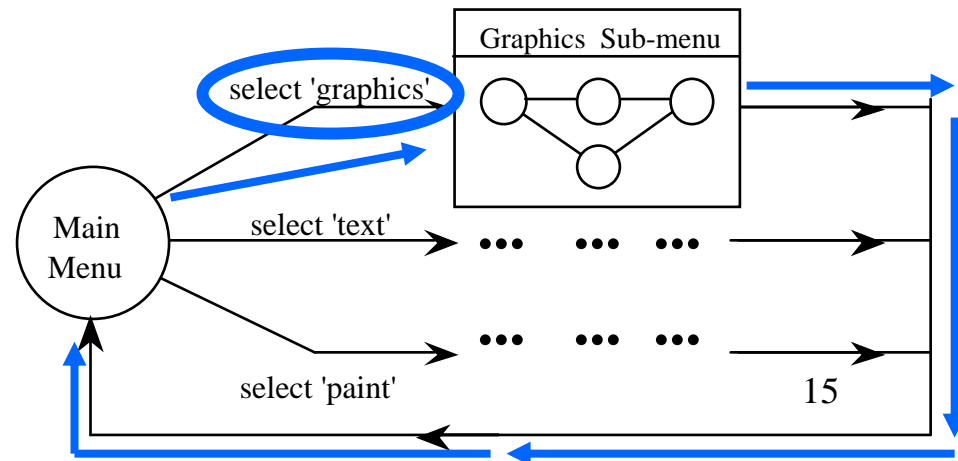 Graphics Sub-menu
select 'graphics'
Main
Menu
select 'text'
select 'paint'
15